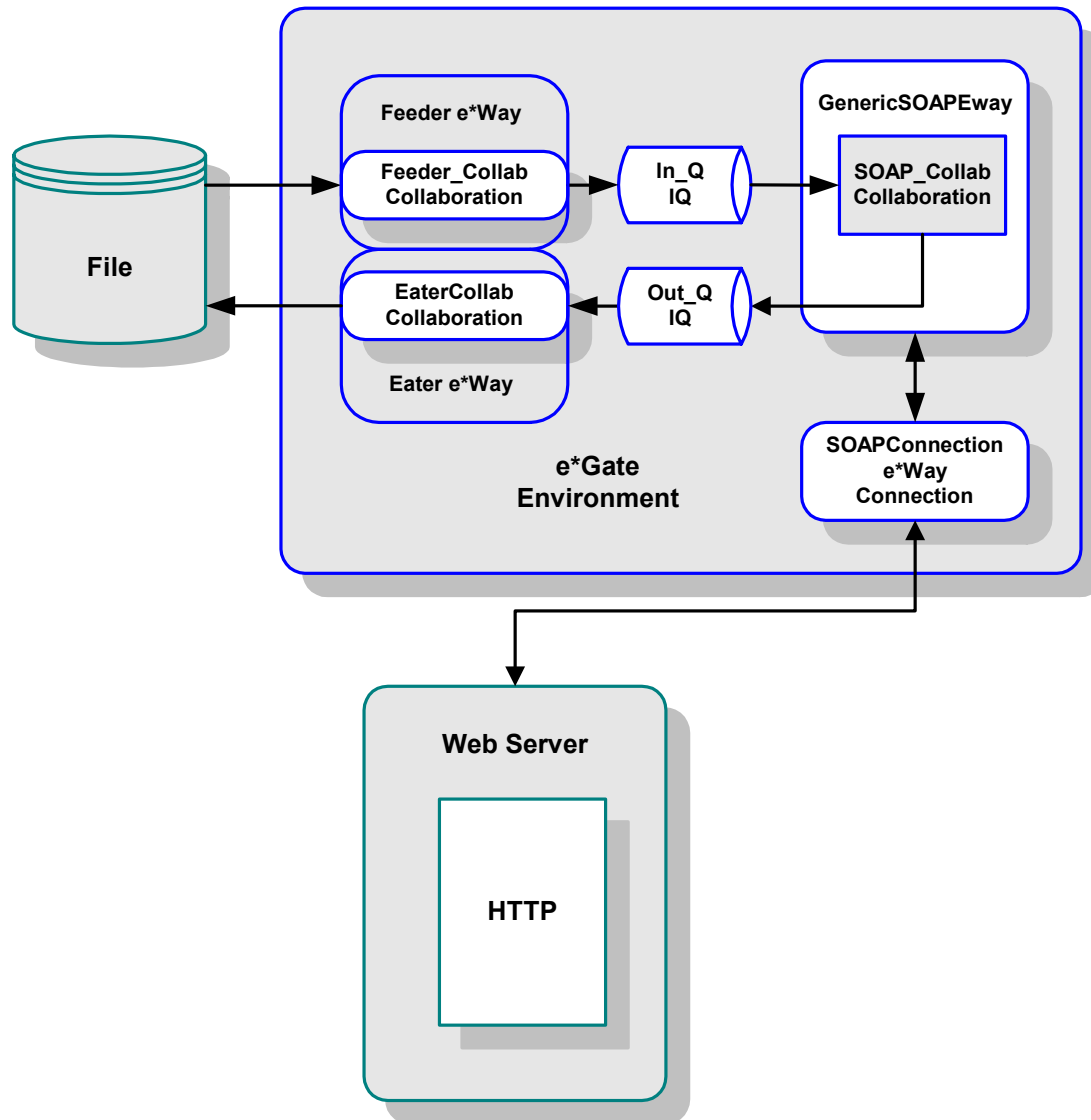 Feeder e*Way
GenericSOAPEway
Feeder_Collab
Collaboration
In_Q
IQ
SOAP_Collab
Collaboration
File
EaterCollab
Collaboration
Out_Q
IQ
Eater e*Way
e*Gate
Environment
SOAPConnection
e*Way
Connection
Web Server
HTTP